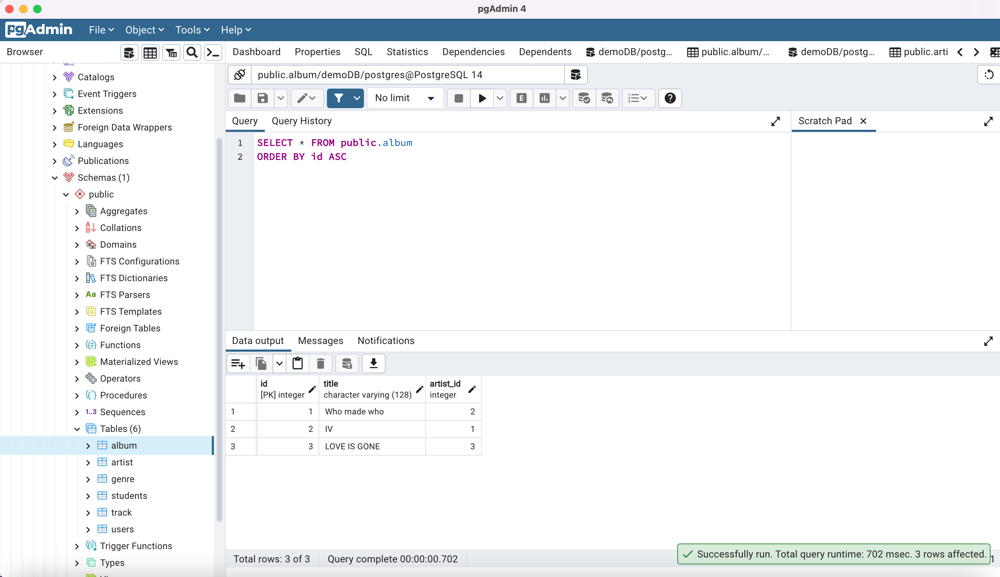 pgAdmin 4
pgAdmin File Object Tools Help
Browser
Dashboard Properties SQL Statistics Dependencies Dependents demoDB/postg... public.album/... demoDB/postg... public.arti
Catalogs
Event Triggers
Extensions
Foreign Data Wrappers
Languages
Publications
Schemas (1)
public
Aggregates
Collations
Domains
FTS Configurations
FTS Dictionaries
Aa FTS Parsers
FTS Templates
Foreign Tables
Functions
Materialized Views
Operators
Procedures
1..3 Sequences
Tables (6)
album
artist
genre
students
track
users
Trigger Functions
Types
public.album/demoDB/postgres@PostgreSQL 14
No limit E
Query Query History
Scratch Pad
1 SELECT * FROM public.album
2 ORDER BY id ASC
Data output Messages Notifications
id title artist_id
[PK] integer character varying (128) integer
1 1 Who made who 2
2 2 IV 1
3 3 LOVE IS GONE 3
Total rows: 3 of 3 Query complete 00:00:00.702
Successfully run. Total query runtime: 702 msec. 3 rows affected.